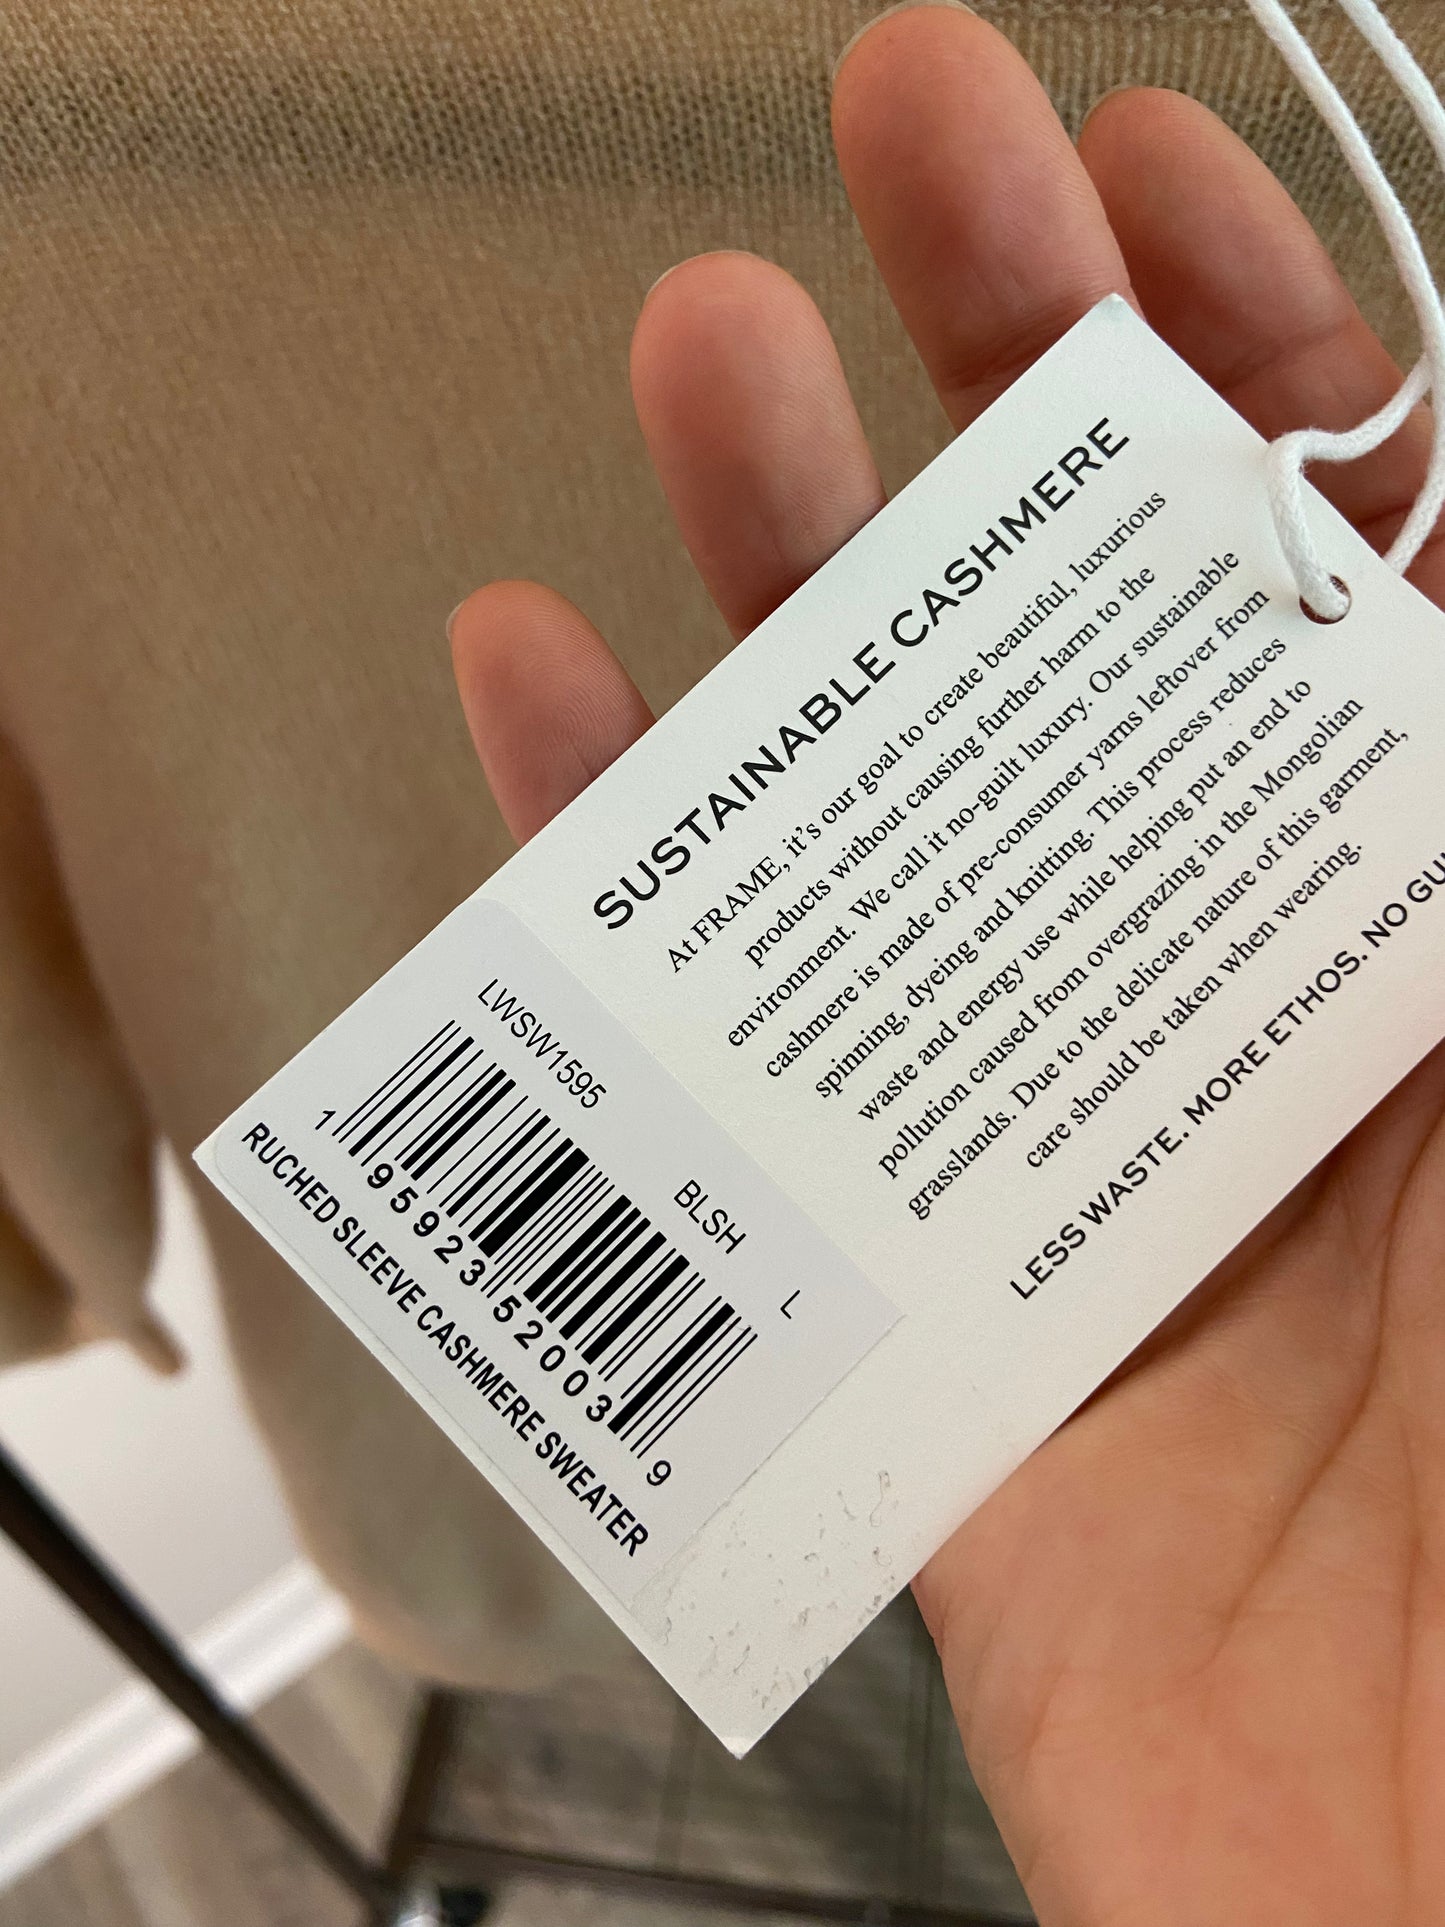 SUSTAINABLE CASHMERE
At FRAME, it’s our goal to create beautiful, luxurious
products without causing further harm to the
environment. We call it no-guilt luxury. Our sustainable
cashmere is made of pre-consumer yarns leftover from
spinning, dyeing and knitting. This process reduces
waste and energy use while helping put an end to
pollution caused from overgrazing in the Mongolian
grasslands. Due to the delicate nature of this garment,
care should be taken when wearing.
LESS WASTE. MORE ETHOS. NO
LWSW1595 BLSH L
1 95923 52003 9
RUCHED SLEEVE CASHMERE SWEATER